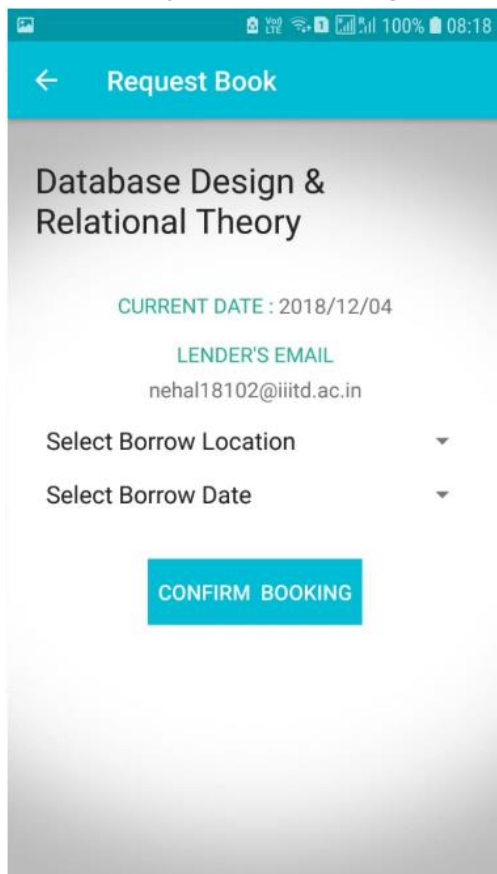 100% 08:18
Request Book
Database Design &
Relational Theory
CURRENT DATE : 2018/12/04
LENDER'S EMAIL
nehal18102@iiitd.ac.in
Select Borrow Location
Select Borrow Date
CONFIRM BOOKING